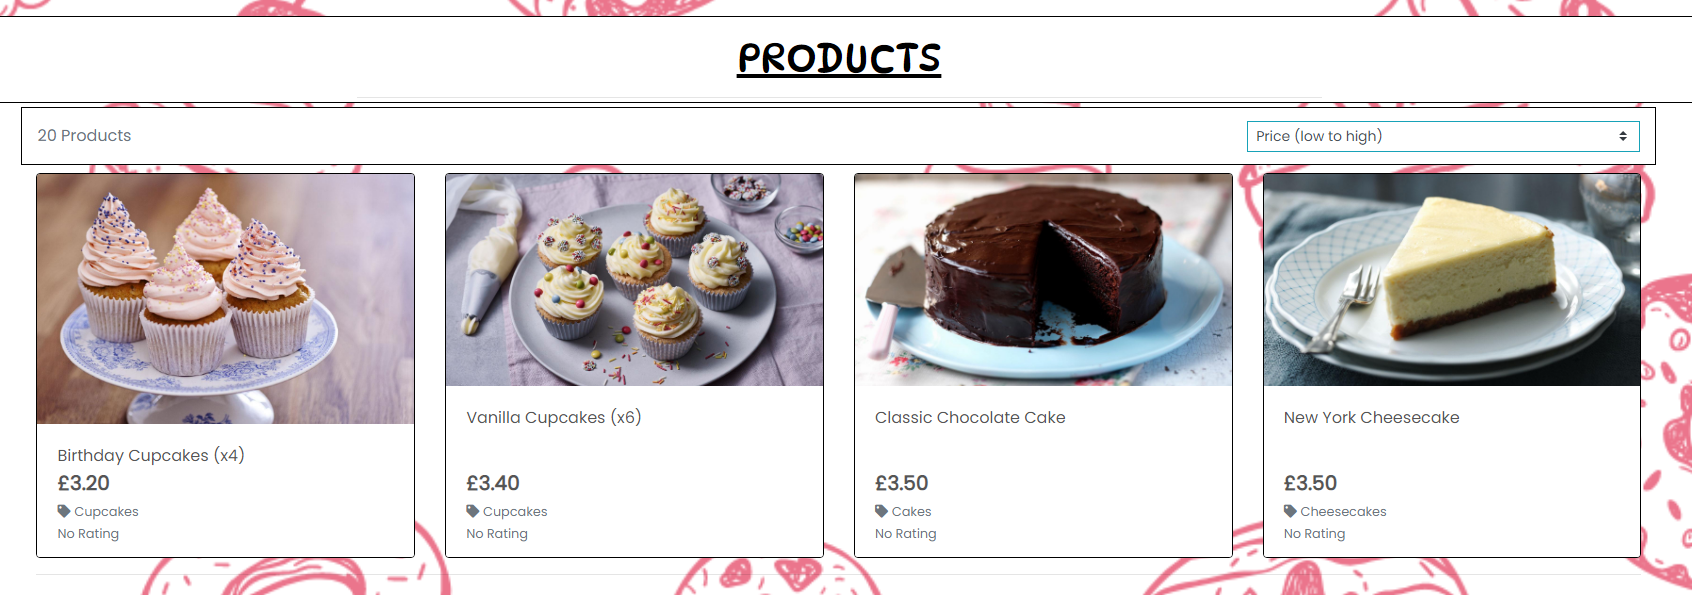 PRODUCTS
20 Products
Price (low to high)
Birthday Cupcakes (x4)
£3.20
Cupcakes
No Rating
Vanilla Cupcakes (x6)
£3.40
Cupcakes
No Rating
Classic Chocolate Cake
£3.50
Cakes
No Rating
New York Cheesecake
£3.50
Cheesecakes
No Rating